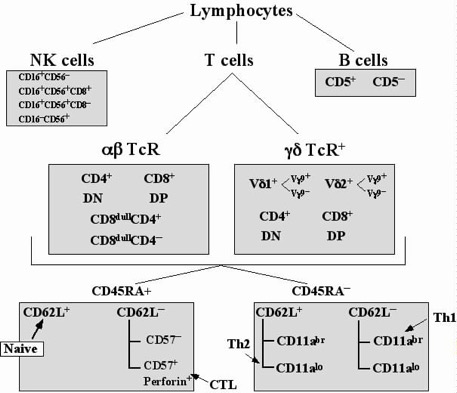 Lymphocytes
NK cells T cells B cells
CD16⁺CD56⁻
CD16⁺CD56⁺CD8⁺
CD16⁺CD56⁺CD8⁻
CD16⁻CD56⁺
CD5⁺ CD5⁻
αβ TcR γδ TcR⁺
CD4⁺ CD8⁺
DN DP
CD8ᵈᵘˡˡCD4⁺
CD8ᵈᵘˡˡCD4⁻
Vδ1⁺ Vγ9⁺ Vγ9⁻ Vδ2⁺ Vγ9⁺ Vγ9⁻
CD4⁺ CD8⁺
DN DP
CD45RA+ CD45RA⁻
CD62L⁺ CD62L⁻
Naive
CD57⁻
CD57⁺
Perforin⁺
CTL
CD62L⁺ CD62L⁻
Th1
CD11aᵇʳ CD11aᵇʳ
Th2
CD11aˡᵒ CD11aˡᵒ